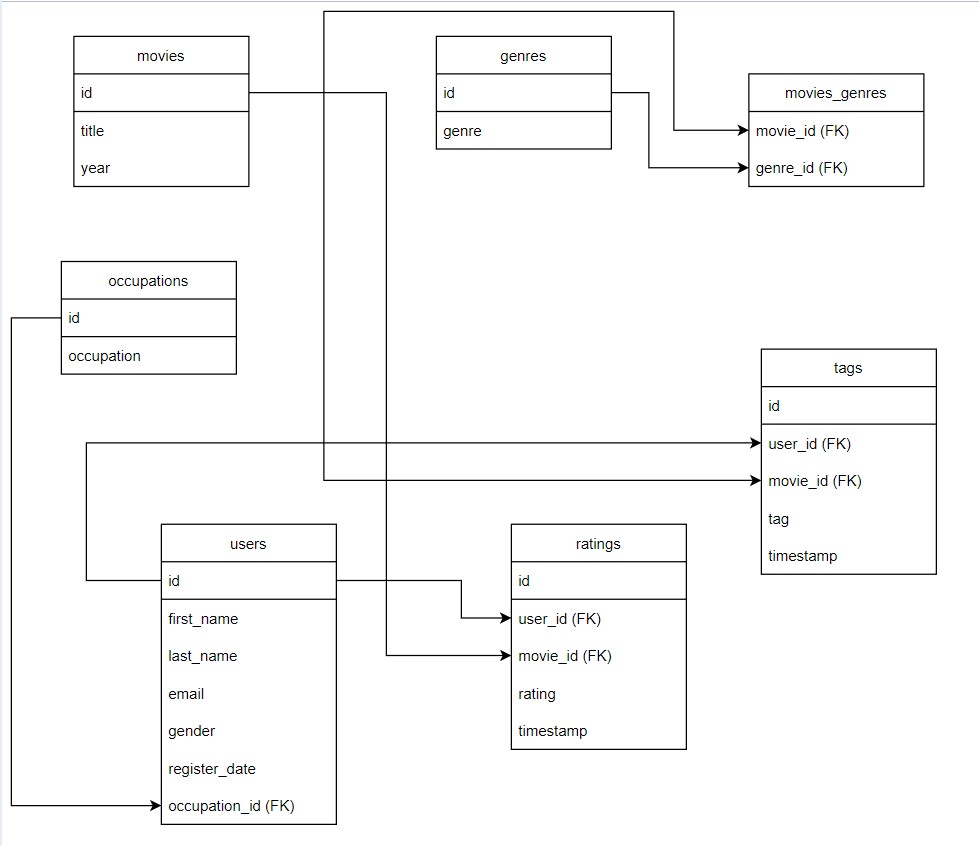 movies
id
title
year
genres
id
genre
movies_genres
movie_id (FK)
genre_id (FK)
occupations
id
occupation
tags
id
user_id (FK)
movie_id (FK)
tag
timestamp
users
id
first_name
last_name
email
gender
register_date
occupation_id (FK)
ratings
id
user_id (FK)
movie_id (FK)
rating
timestamp